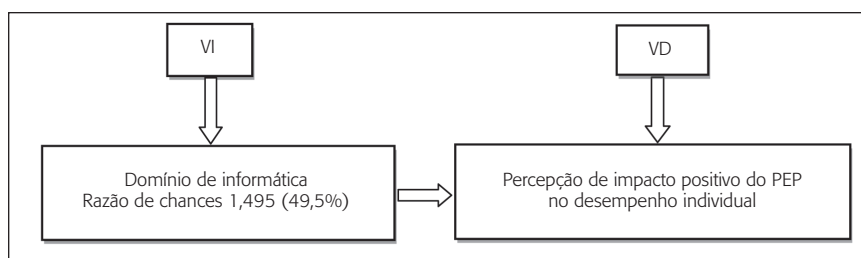 VI
VD
Domínio de informática
Razão de chances 1,495 (49,5%)
Percepção de impacto positivo do PEP
no desempenho individual